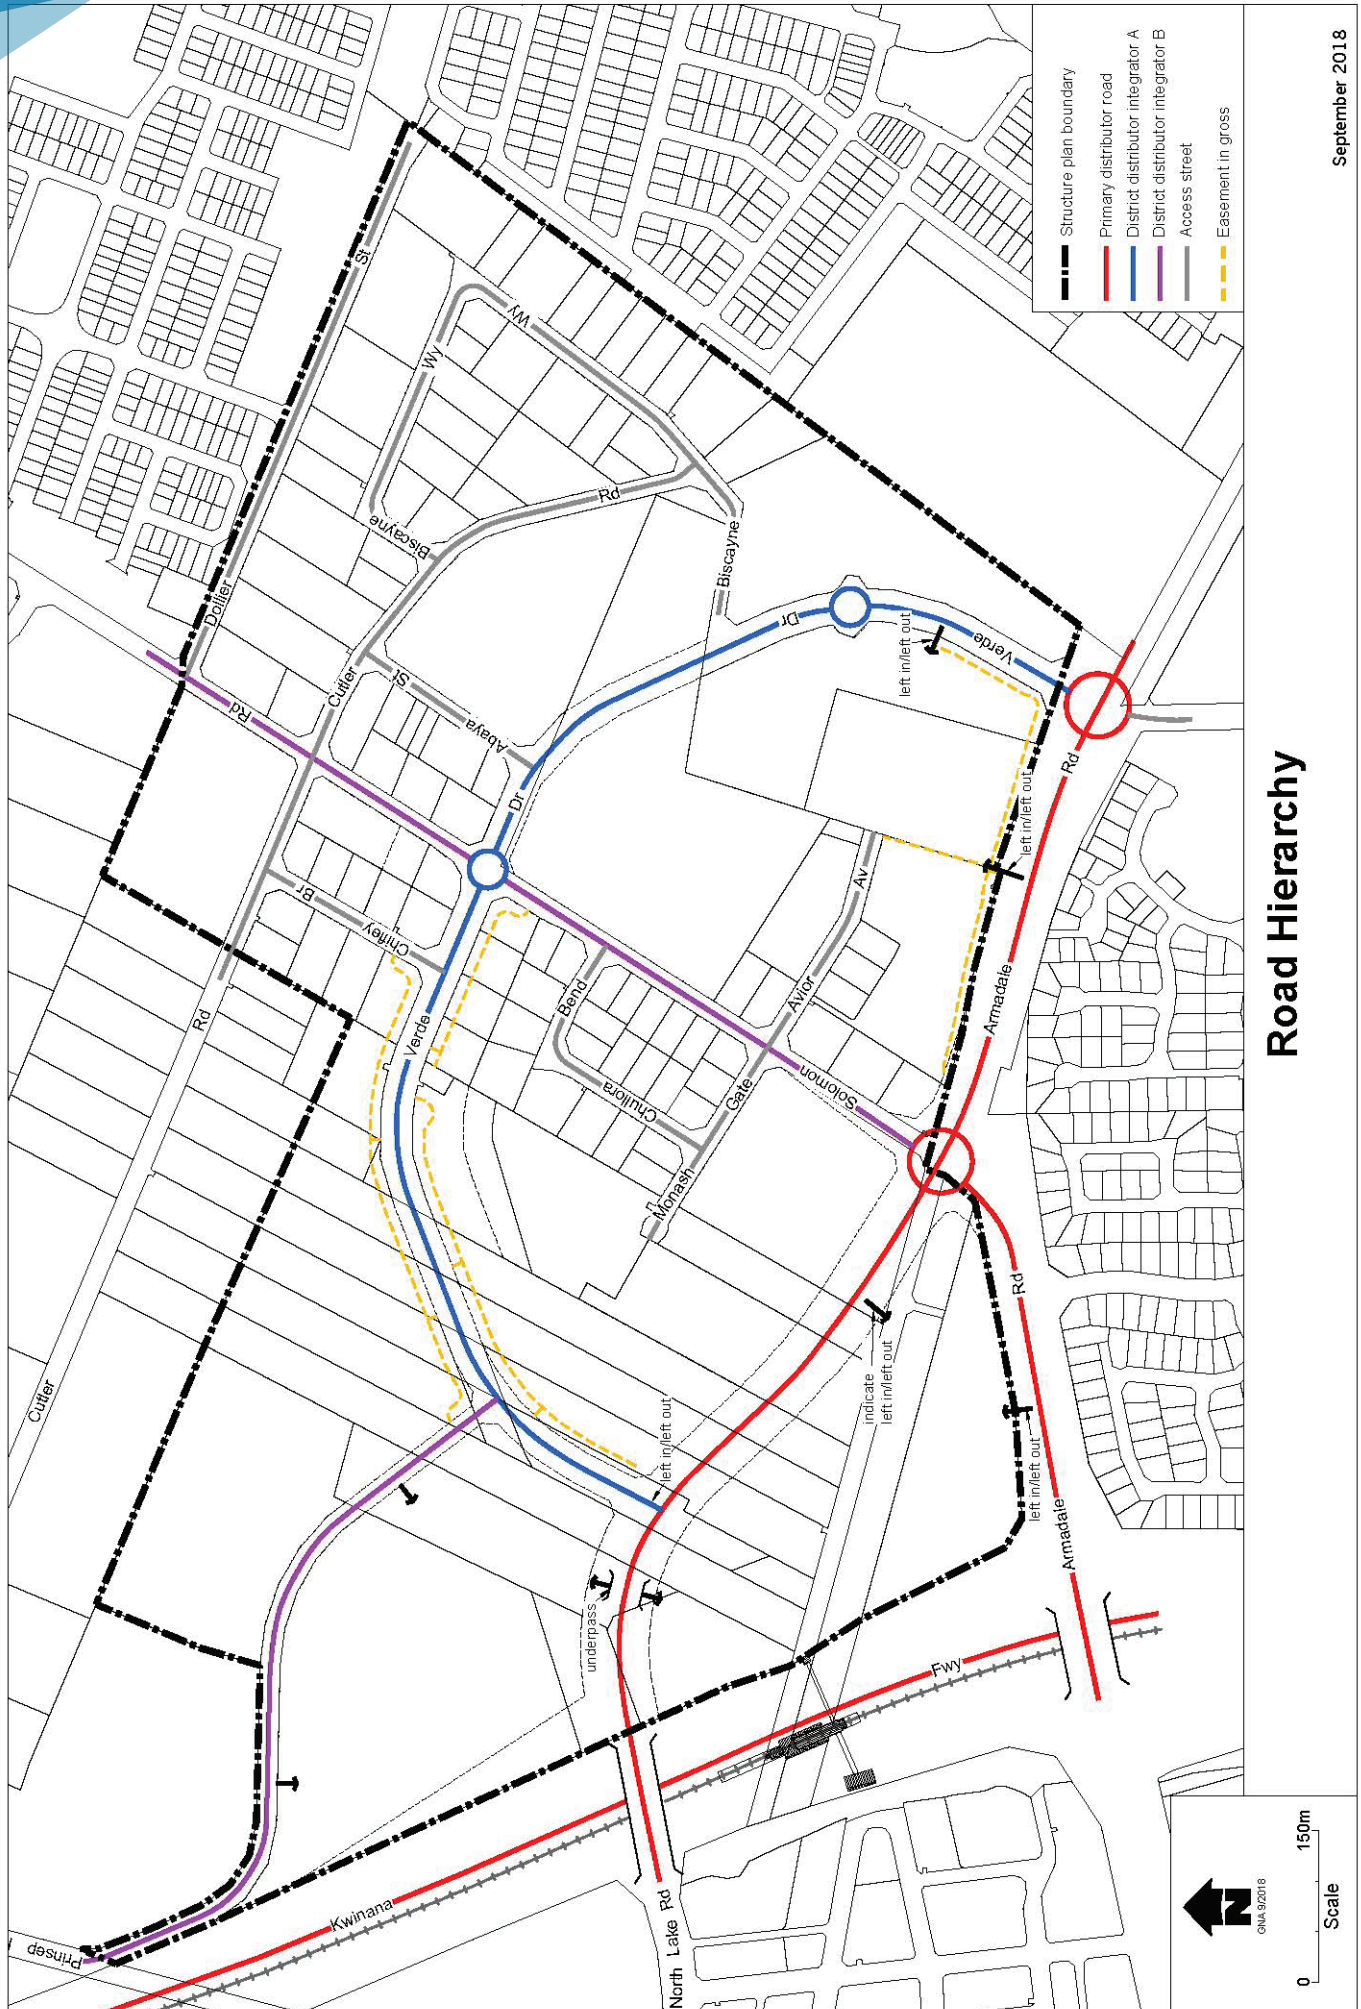 September 2018
Structure plan boundary
Primary distributor road
District distributor integrator A
District distributor integrator B
Access street
Easement in gross
Road Hierarchy
St
Dollier
Wy
Wy
Rd
Biscayne
Biscayne
Cutler
Rd
St
Abaya
Dr
Dr
Verde
left in/left out
left in/left out
Rd
Armadale
Br
Chifley
Rd
Cutler
Verde
Bend
Chullora
Monash
Gate
Avior
Av
Solomon
indicate
left in/left out
left in/left out
Rd
Armadale
left in/left out
underpass
Fwy
Kwinana
Prinsep
North Lake Rd
N
GNA 9/2018
0
150m
Scale